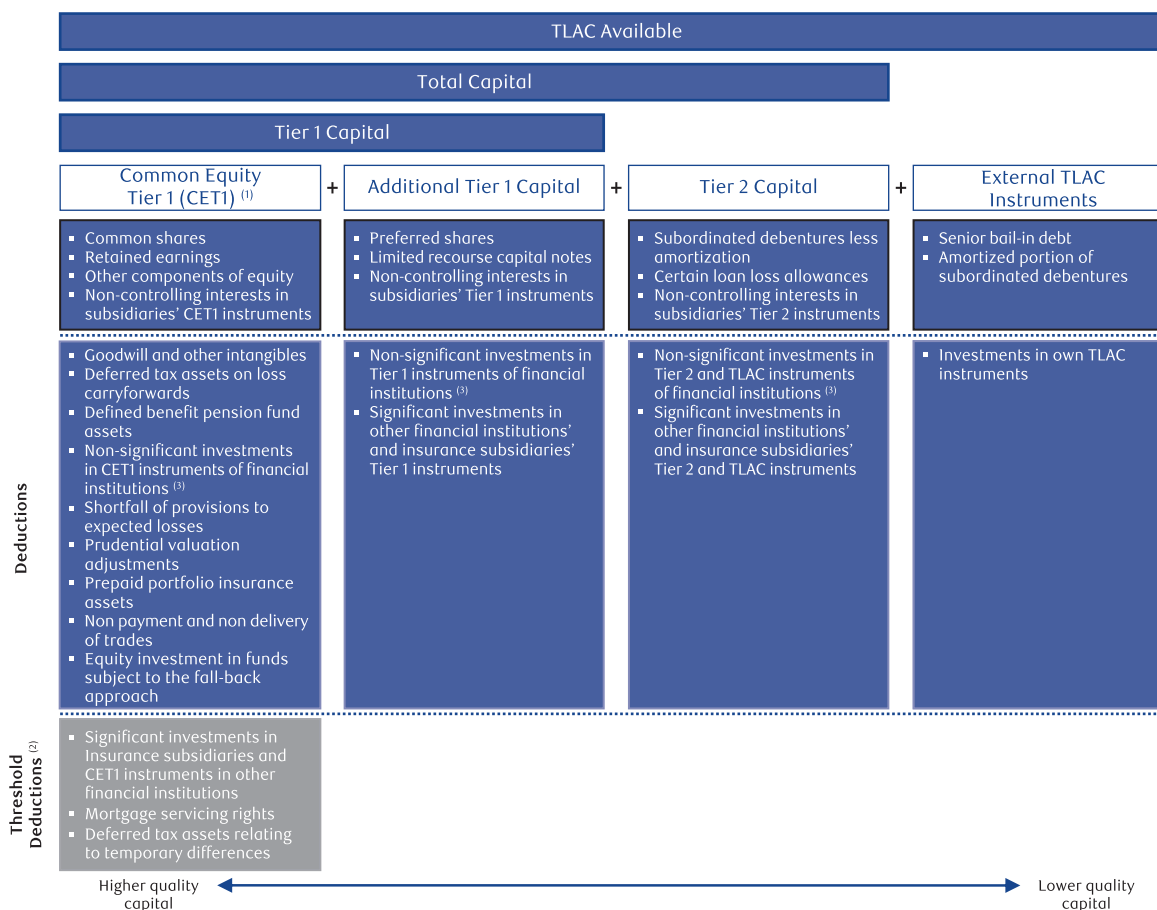 TLAC Available
Total Capital
Tier 1 Capital
Common Equity
Tier 1 (CET1) (1)
+
Additional Tier 1 Capital
+
Tier 2 Capital
+
External TLAC
Instruments
▪ Common shares
▪ Retained earnings
▪ Other components of equity
▪ Non-controlling interests in
subsidiaries' CET1 instruments
▪ Preferred shares
▪ Limited recourse capital notes
▪ Non-controlling interests in
subsidiaries' Tier 1 instruments
▪ Subordinated debentures less
amortization
▪ Certain loan loss allowances
▪ Non-controlling interests in
subsidiaries' Tier 2 instruments
▪ Senior bail-in debt
▪ Amortized portion of
subordinated debentures
Deductions
▪ Goodwill and other intangibles
▪ Deferred tax assets on loss
carryforwards
▪ Defined benefit pension fund
assets
▪ Non-significant investments
in CET1 instruments of financial
institutions (3)
▪ Shortfall of provisions to
expected losses
▪ Prudential valuation
adjustments
▪ Prepaid portfolio insurance
assets
▪ Non payment and non delivery
of trades
▪ Equity investment in funds
subject to the fall-back
approach
▪ Non-significant investments in
Tier 1 instruments of financial
institutions (3)
▪ Significant investments in
other financial institutions'
and insurance subsidiaries'
Tier 1 instruments
▪ Non-significant investments in
Tier 2 and TLAC instruments
of financial institutions (3)
▪ Significant investments in
other financial institutions'
and insurance subsidiaries'
Tier 2 and TLAC instruments
▪ Investments in own TLAC
instruments
Threshold
Deductions (2)
▪ Significant investments in
Insurance subsidiaries and
CET1 instruments in other
financial institutions
▪ Mortgage servicing rights
▪ Deferred tax assets relating
to temporary differences
Higher quality
capital
Lower quality
capital